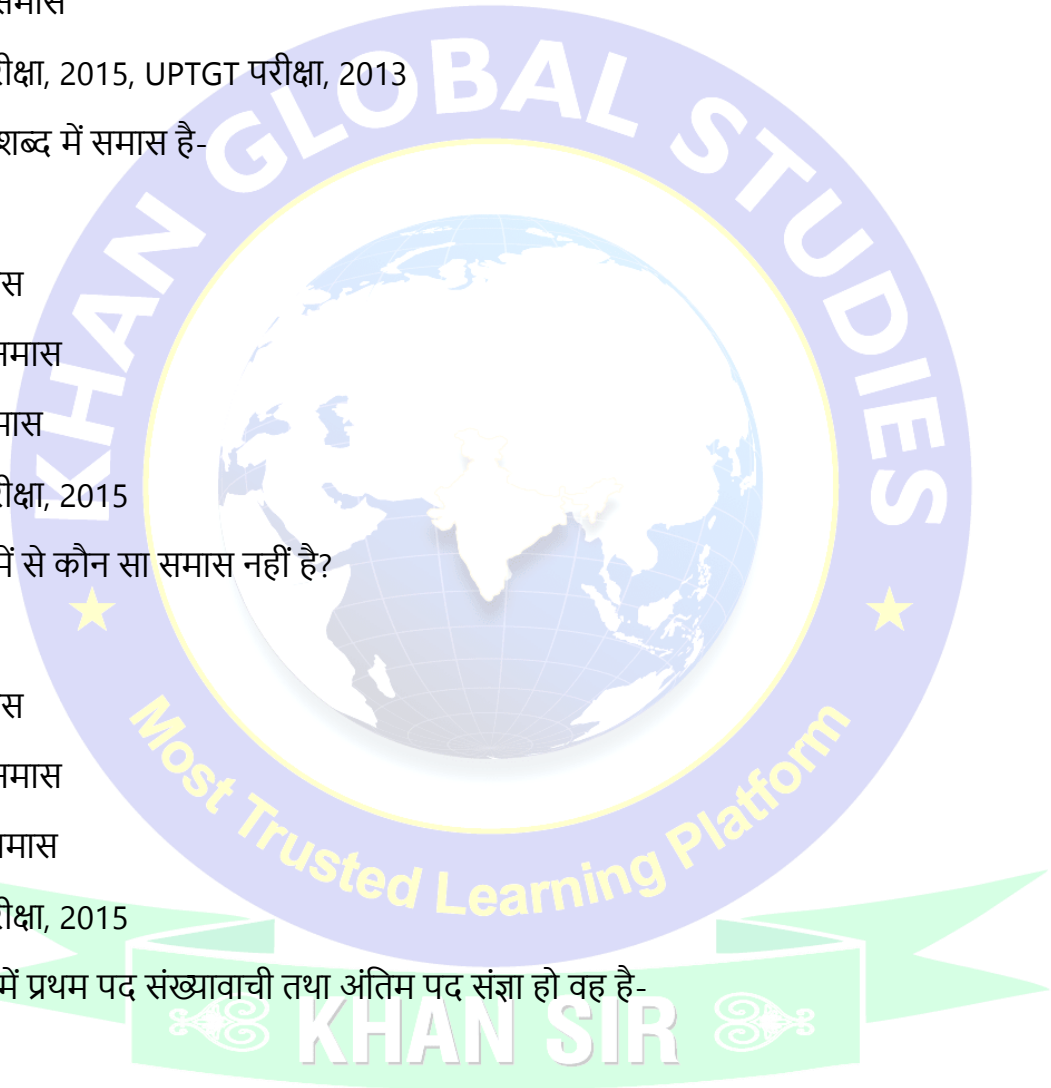 समास
रीक्षा, 2015, UPTGT परीक्षा, 2013
शब्द में समास है-
स
समास
मास
रीक्षा, 2015
में से कौन सा समास नहीं है?
स
समास
मास
रीक्षा, 2015
में प्रथम पद संख्यावाची तथा अंतिम पद संज्ञा हो वह है-
KHAN GLOBAL STUDIES
Most Trusted Learning Platform
KHAN SIR